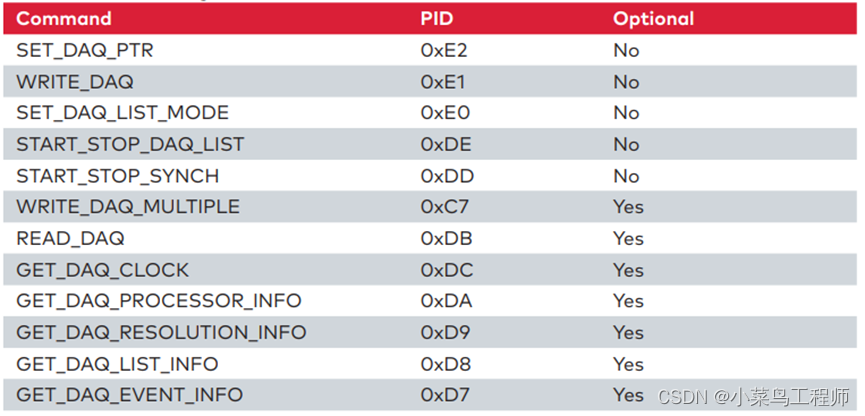 Command PID Optional
SET_DAQ_PTR 0xE2 No
WRITE_DAQ 0xE1 No
SET_DAQ_LIST_MODE 0xE0 No
START_STOP_DAQ_LIST 0xDE No
START_STOP_SYNCH 0xDD No
WRITE_DAQ_MULTIPLE 0xC7 Yes
READ_DAQ 0xDB Yes
GET_DAQ_CLOCK 0xDC Yes
GET_DAQ_PROCESSOR_INFO 0xDA Yes
GET_DAQ_RESOLUTION_INFO 0xD9 Yes
GET_DAQ_LIST_INFO 0xD8 Yes
GET_DAQ_EVENT_INFO 0xD7 Yes
CSDN @小菜鸟工程师